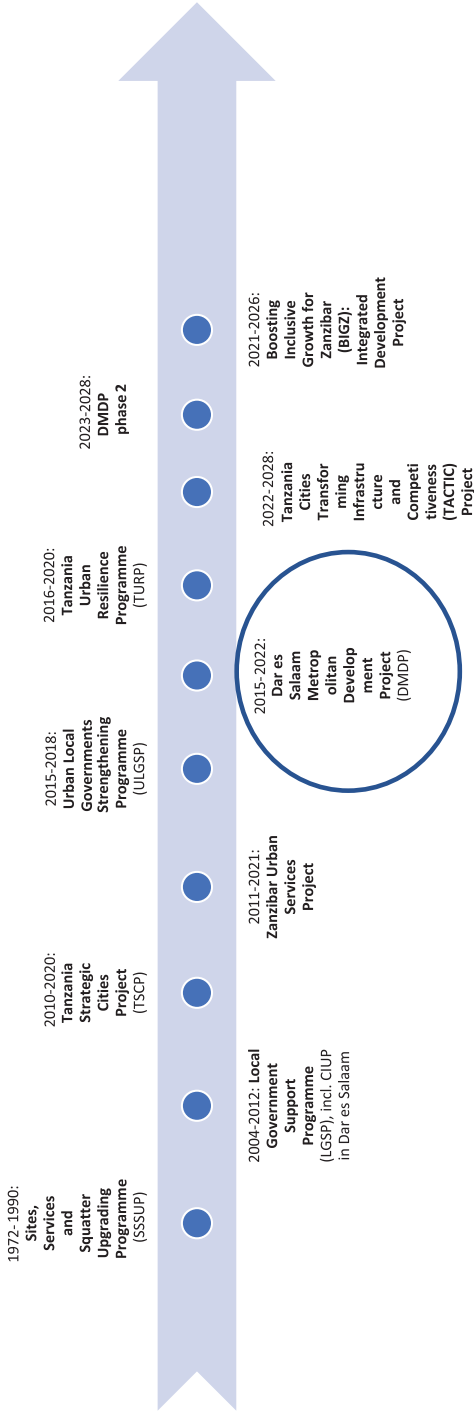 1972-1990:
Sites,
Services
and
Squatter
Upgrading
Programme
(SSSUP)
2004-2012: Local
Government
Support
Programme
(LGSP), incl. CIUP
in Dar es Salaam
2010-2020:
Tanzania
Strategic
Cities
Project
(TSCP)
2011-2021:
Zanzibar Urban
Services
Project
2015-2018:
Urban Local
Governments
Strengthening
Programme
(ULGSP)
2015-2022:
Dar es
Salaam
Metrop
olitan
Develop
ment
Project
(DMDP)
2016-2020:
Tanzania
Urban
Resilience
Programme
(TURP)
2022-2028:
Tanzania
Cities
Transfor
ming
Infrastru
cture
and
Competi
tiveness
(TACTIC)
Project
2023-2028:
DMDP
phase 2
2021-2026:
Boosting
Inclusive
Growth for
Zanzibar
(BIGZ):
Integrated
Development
Project